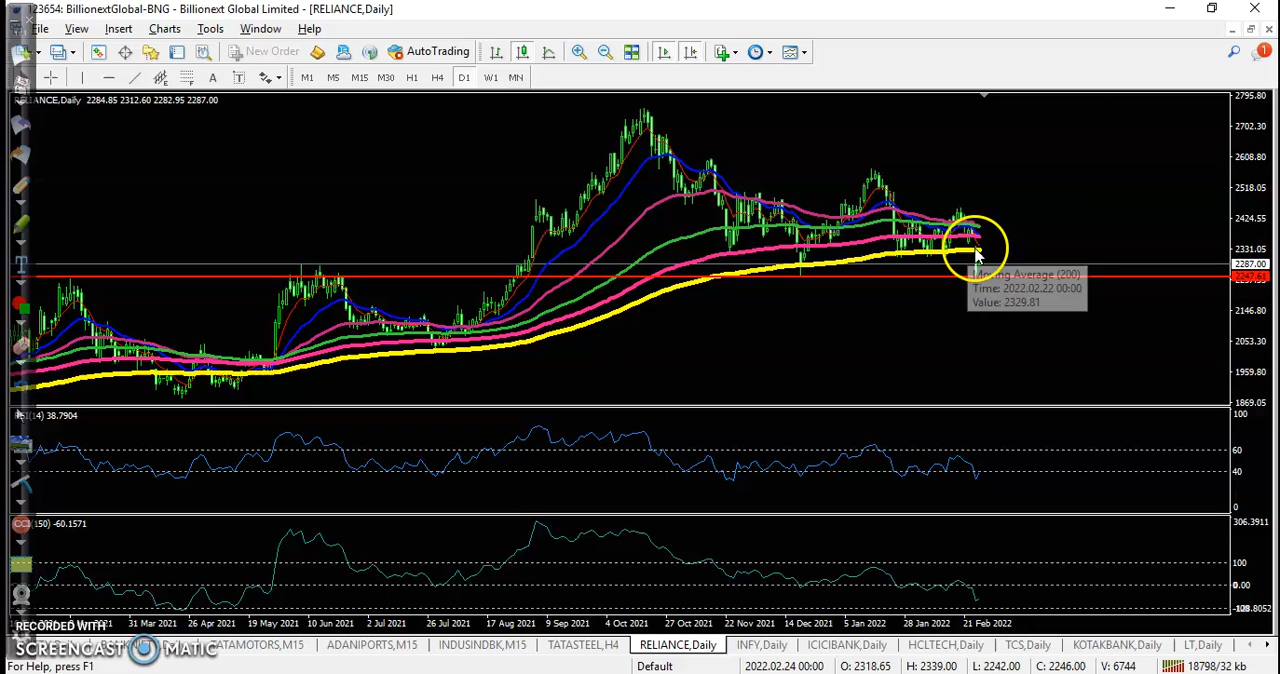 123654: BillionextGlobal-BNG - Billionext Global Limited - [RELIANCE,Daily]
File View Insert Charts Tools Window Help
New Order AutoTrading 1
A T M1 M5 M15 M30 H1 H4 D1 W1 MN
RELIANCE,Daily 2284.85 2312.60 2282.95 2287.00
2795.80
2702.30
2608.80
2518.05
2424.55
2331.05
2287.00
2247.61
2146.80
2053.30
1959.80
1869.05
Moving Average (200)
Time: 2022.02.22 00:00
Value: 2329.81
RSI(14) 38.7904
100
60
40
0
CCI(150) -60.1571
306.3911
100
0.00
31 Mar 2021 26 Apr 2021 19 May 2021 10 Jun 2021 2 Jul 2021 26 Jul 2021 17 Aug 2021 9 Sep 2021 4 Oct 2021 27 Oct 2021 22 Nov 2021 14 Dec 2021 5 Jan 2022 28 Jan 2022 21 Feb 2022
RECORDED WITH
SCREENCAST MATIC
TATAMOTORS,M15 ADANIPORTS,M15 INDUSINDBK,M15 TATASTEEL,H4 RELIANCE,Daily INFY,Daily ICICIBANK,Daily HCLTECH,Daily TCS,Daily KOTAKBANK,Daily LT,Daily
For Help, press F1 Default 2022.02.24 00:00 O: 2318.65 H: 2339.00 L: 2242.00 C: 2246.00 V: 6744 18798/32 kb